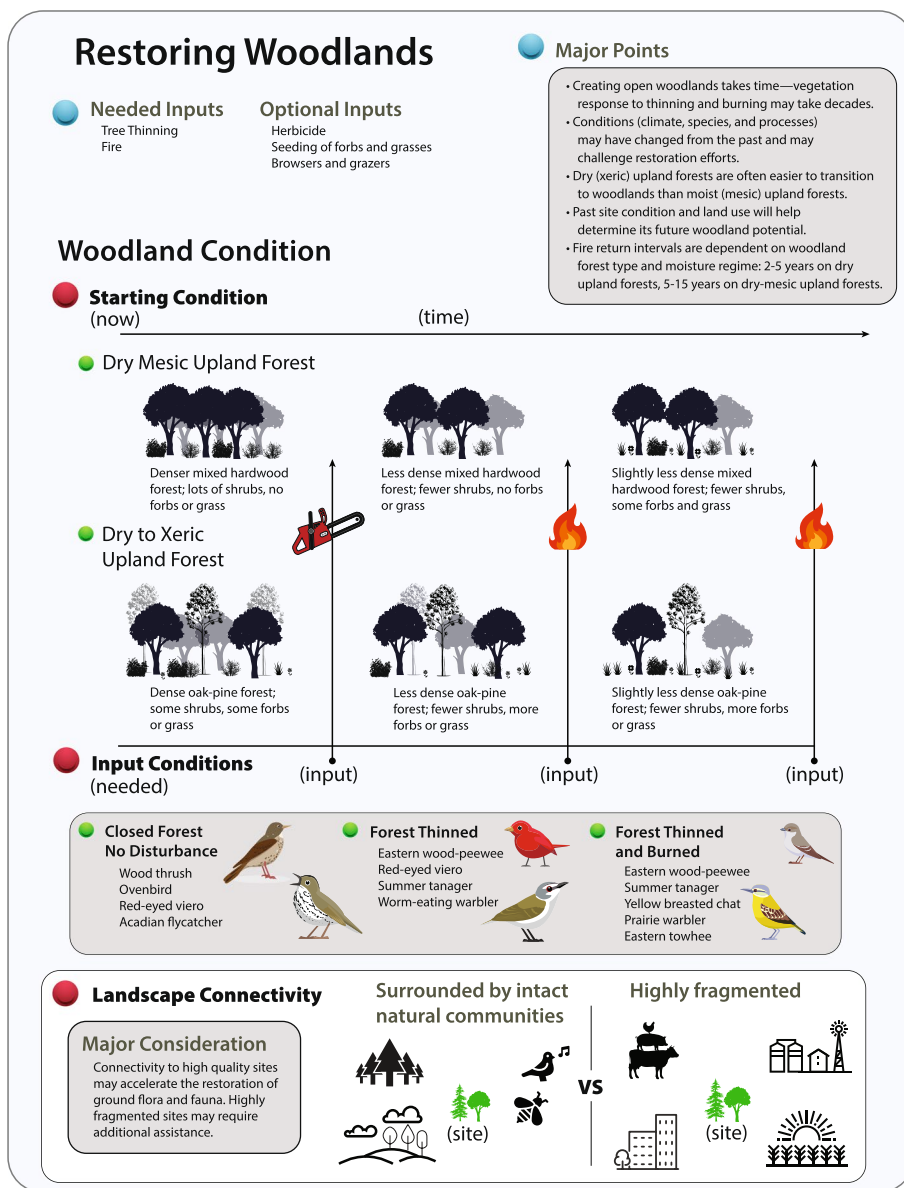 Restoring Woodlands
Needed Inputs
Tree Thinning
Fire
Optional Inputs
Herbicide
Seeding of forbs and grasses
Browsers and grazers
Major Points
• Creating open woodlands takes time—vegetation
response to thinning and burning may take decades.
• Conditions (climate, species, and processes)
may have changed from the past and may
challenge restoration efforts.
• Dry (xeric) upland forests are often easier to transition
to woodlands than moist (mesic) upland forests.
• Past site condition and land use will help
determine its future woodland potential.
• Fire return intervals are dependent on woodland
forest type and moisture regime: 2-5 years on dry
upland forests, 5-15 years on dry-mesic upland forests.
Woodland Condition
Starting Condition
(now)
(time)
Dry Mesic Upland Forest
Denser mixed hardwood
forest; lots of shrubs, no
forbs or grass
Less dense mixed hardwood
forest; fewer shrubs, no forbs
or grass
Slightly less dense mixed
hardwood forest; fewer shrubs,
some forbs and grass
Dry to Xeric
Upland Forest
Dense oak-pine forest;
some shrubs, some forbs
or grass
Less dense oak-pine
forest; fewer shrubs, more
forbs or grass
Slightly less dense oak-pine
forest; fewer shrubs, more forbs
or grass
Input Conditions
(needed)
(input)
(input)
(input)
Closed Forest
No Disturbance
Wood thrush
Ovenbird
Red-eyed viero
Acadian flycatcher
Forest Thinned
Eastern wood-peewee
Red-eyed viero
Summer tanager
Worm-eating warbler
Forest Thinned
and Burned
Eastern wood-peewee
Summer tanager
Yellow breasted chat
Prairie warbler
Eastern towhee
Landscape Connectivity
Major Consideration
Connectivity to high quality sites
may accelerate the restoration of
ground flora and fauna. Highly
fragmented sites may require
additional assistance.
Surrounded by intact
natural communities
(site)
vs
Highly fragmented
(site)